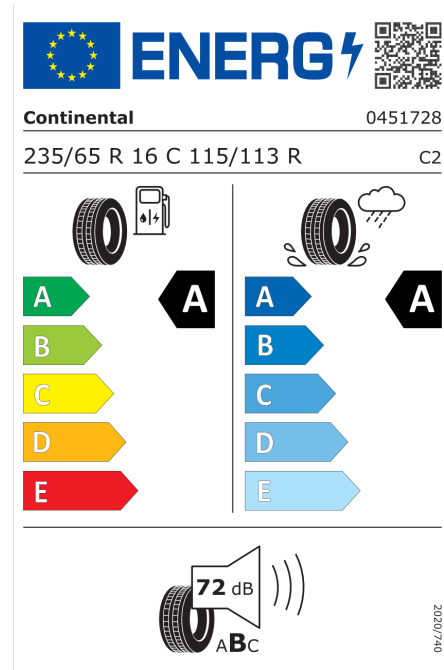 ENERG
Continental 0451728
235/65 R 16 C 115/113 R C2
A A
B
C
D
E
A A
B
C
D
E
72 dB
ABC
2020/740